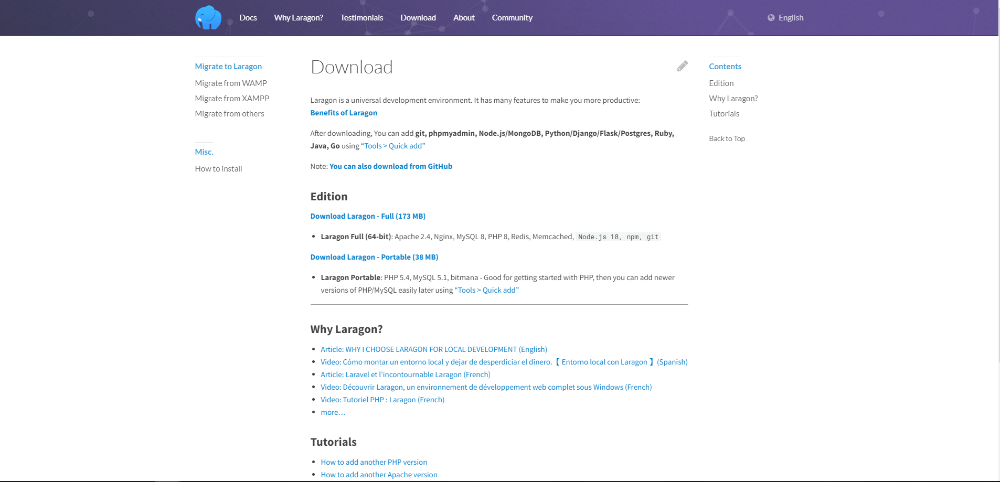 Docs Why Laragon? Testimonials Download About Community English
Migrate to Laragon
Migrate from WAMP
Migrate from XAMPP
Migrate from others
Misc.
How to install
Download
Laragon is a universal development environment. It has many features to make you more productive:
Benefits of Laragon
After downloading, You can add git, phpmyadmin, Node.js/MongoDB, Python/Django/Flask/Postgres, Ruby,
Java, Go using “Tools > Quick add”
Note: You can also download from GitHub
Edition
Download Laragon - Full (173 MB)
• Laragon Full (64-bit): Apache 2.4, Nginx, MySQL 8, PHP 8, Redis, Memcached, Node.js 18, npm, git
Download Laragon - Portable (38 MB)
• Laragon Portable: PHP 5.4, MySQL 5.1, bitmana - Good for getting started with PHP, then you can add newer
versions of PHP/MySQL easily later using “Tools > Quick add”
Why Laragon?
• Article: WHY I CHOOSE LARAGON FOR LOCAL DEVELOPMENT (English)
• Video: Cómo montar un entorno local y dejar de desperdiciar el dinero.【 Entorno local con Laragon 】(Spanish)
• Article: Laravel et l’incontournable Laragon (French)
• Video: Découvrir Laragon, un environnement de développement web complet sous Windows (French)
• Video: Tutoriel PHP : Laragon (French)
• more…
Tutorials
• How to add another PHP version
• How to add another Apache version
Contents
Edition
Why Laragon?
Tutorials
Back to Top